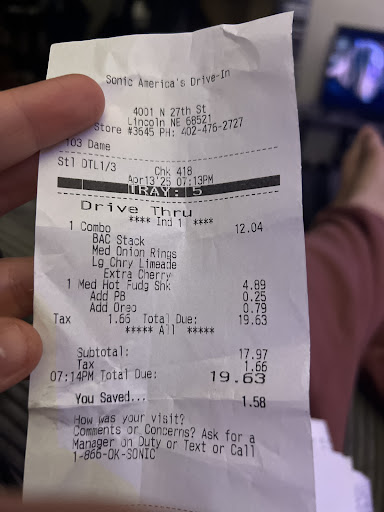 Sonic America's Drive-In
4001 N 27th St
Lincoln NE 68521
Store #3645 PH: 402-476-2727
103 Dame
Stl DTL1/3 Chk 418
Apr13'25 07:13PM
TRAY: 5
Drive Thru
**** Ind 1 ****
1 Combo 12.04
BAC Stack
Med Onion Rings
Lg Chry Limeade
Extra Cherry
1 Med Hot Fudg Shk 4.89
Add PB 0.25
Add Oreo 0.79
Tax 1.66 Total Due: 19.63
***** All *****
Subtotal: 17.97
Tax 1.66
07:14PM Total Due: 19.63
You Saved... 1.58
How was your visit?
Comments or Concerns? Ask for a
Manager on Duty or Text or Call
1-866-OK-SONIC